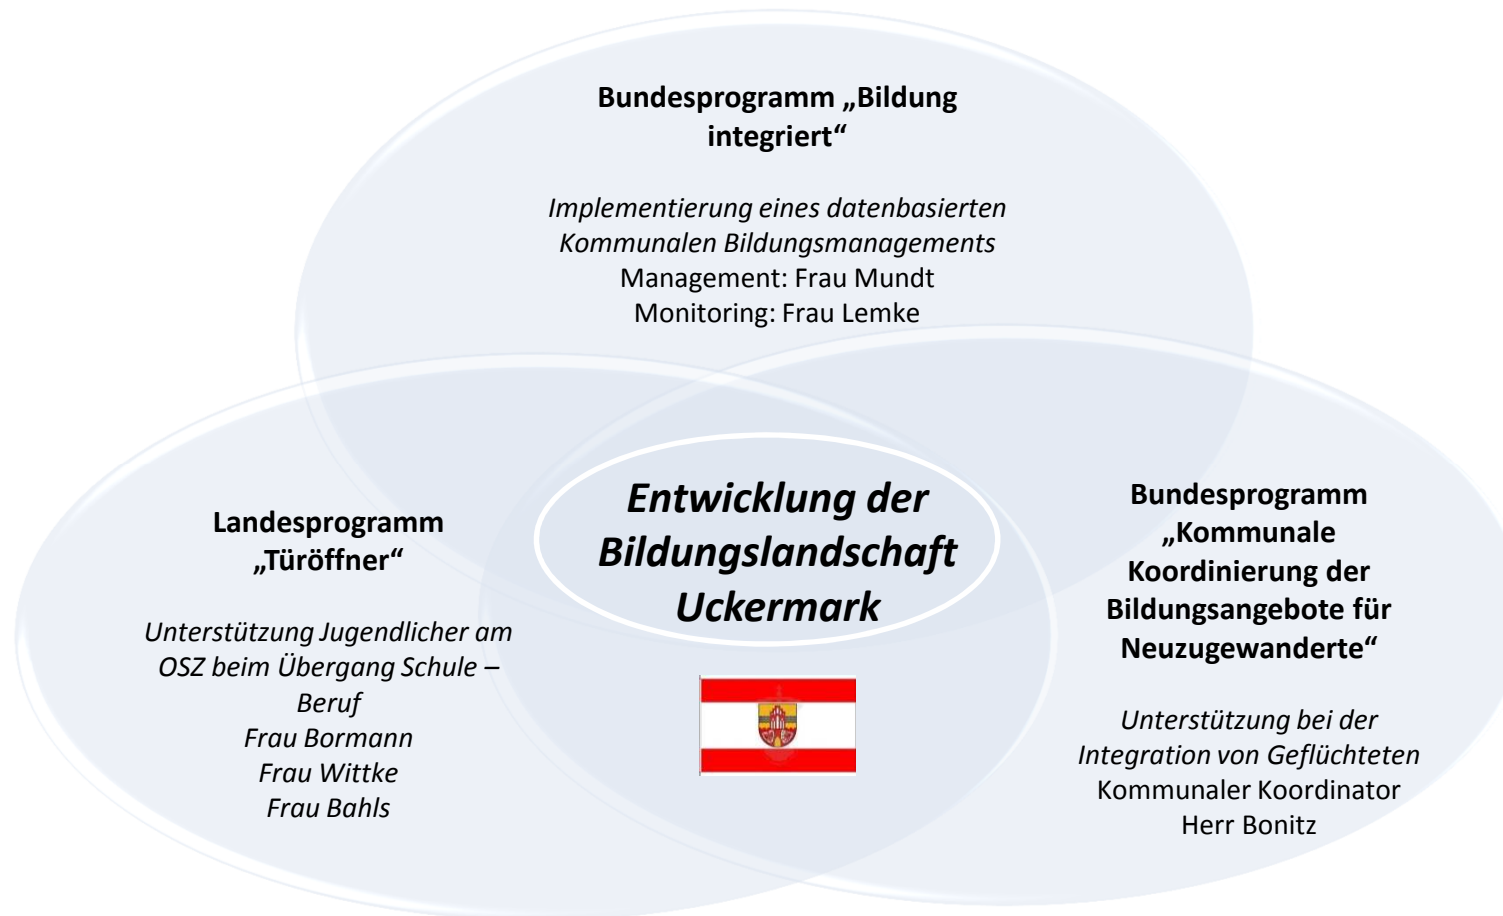 Bundesprogramm „Bildung
integriert“
Implementierung eines datenbasierten
Kommunalen Bildungsmanagements
Management: Frau Mundt
Monitoring: Frau Lemke
Landesprogramm
„Türöffner“
Unterstützung Jugendlicher am
OSZ beim Übergang Schule –
Beruf
Frau Bormann
Frau Wittke
Frau Bahls
Entwicklung der
Bildungslandschaft
Uckermark
Bundesprogramm
„Kommunale
Koordinierung der
Bildungsangebote für
Neuzugewanderte“
Unterstützung bei der
Integration von Geflüchteten
Kommunaler Koordinator
Herr Bonitz